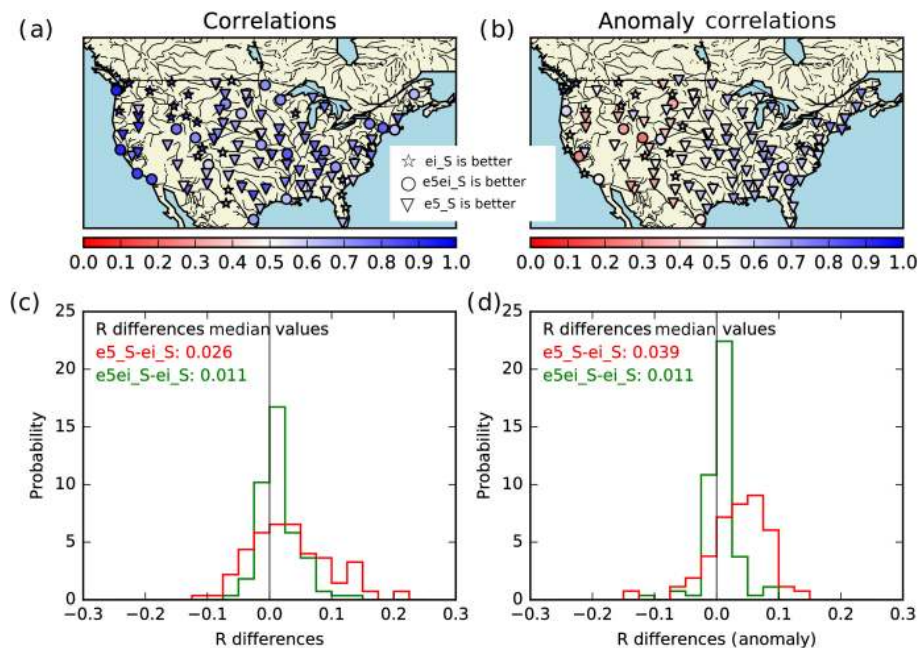 (a)
Correlations
(b)
Anomaly correlations
ei_S is better
e5ei_S is better
e5_S is better
0.0 0.1 0.2 0.3 0.4 0.5 0.6 0.7 0.8 0.9 1.0
0.0 0.1 0.2 0.3 0.4 0.5 0.6 0.7 0.8 0.9 1.0
(c)
25
20
15
10
5
0
Probability
R differences median values
e5_S-ei_S: 0.026
e5ei_S-ei_S: 0.011
−0.3 −0.2 −0.1 0.0 0.1 0.2 0.3
R differences
(d)
25
20
15
10
5
0
Probability
R differences median values
e5_S-ei_S: 0.039
e5ei_S-ei_S: 0.011
−0.3 −0.2 −0.1 0.0 0.1 0.2 0.3
R differences (anomaly)